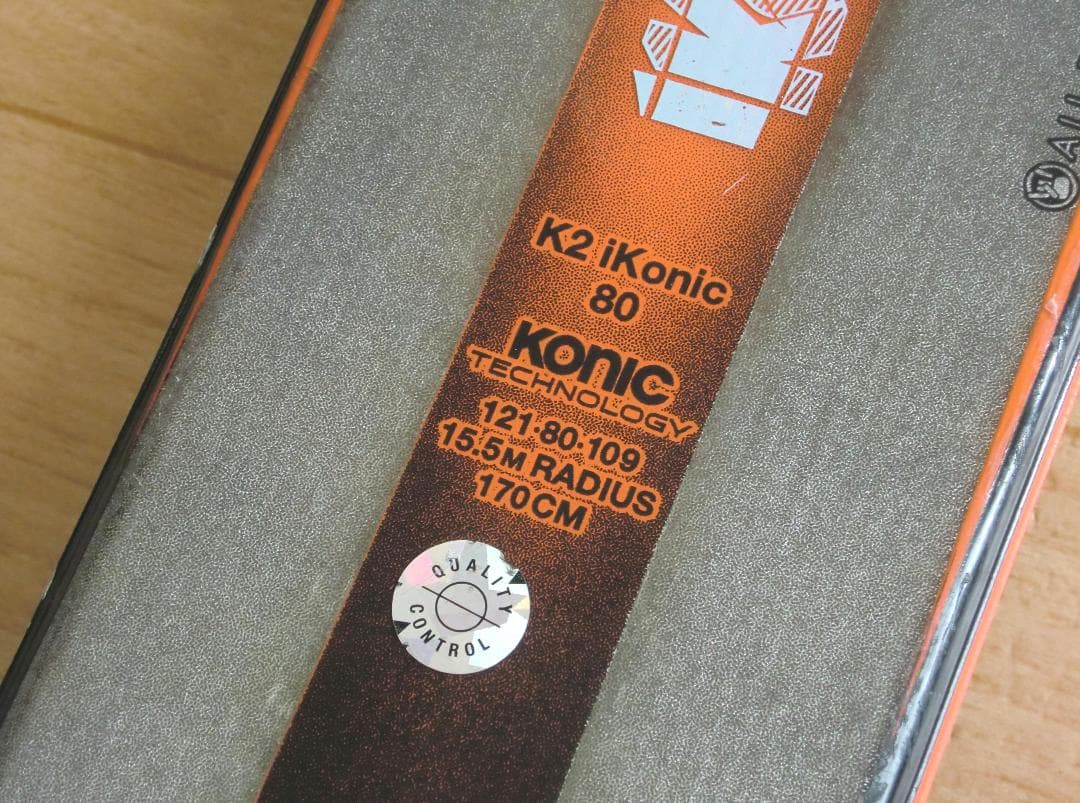 K2 iKonic
80
KONIC
TECHNOLOGY
121·80·109
15.5M RADIUS
170CM
QUALITY
CONTROL